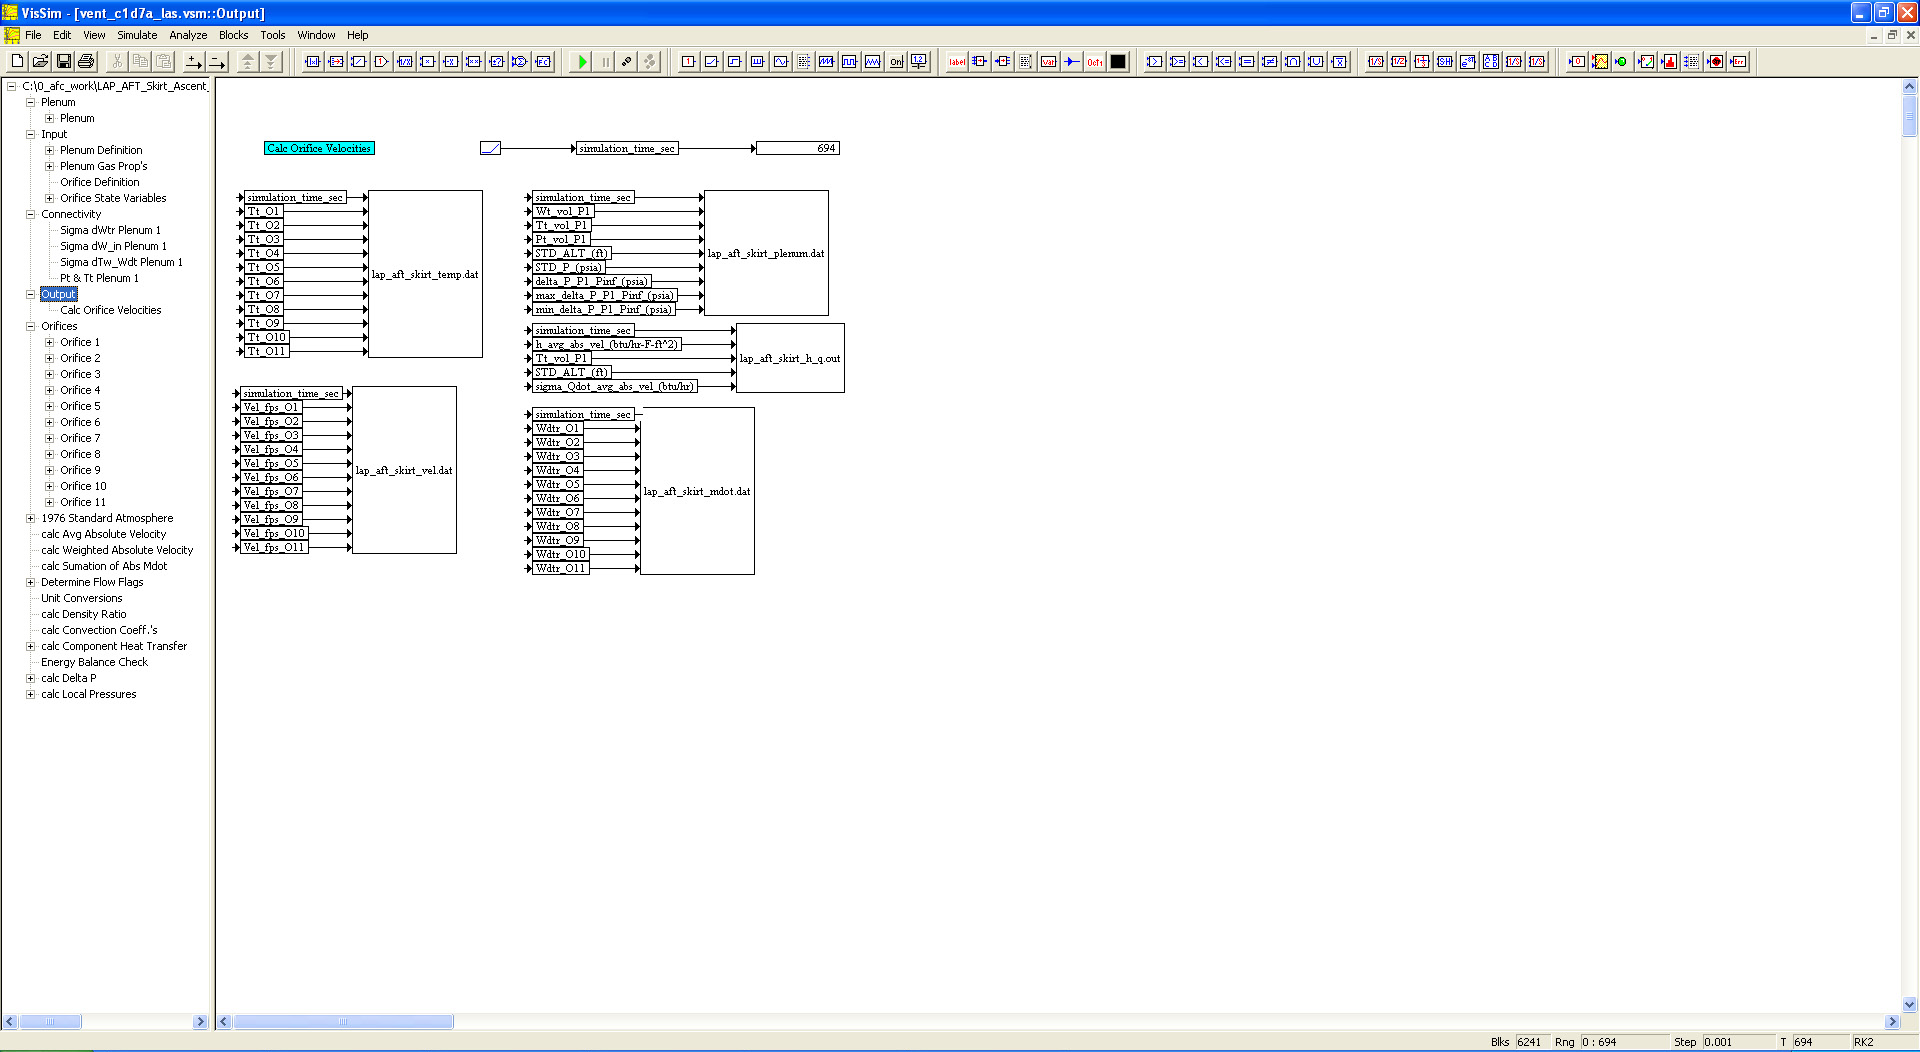 VisSim - [vent_c1d7a_las.vsm::Output]
File Edit View Simulate Analyze Blocks Tools Window Help
C:\0_afc_work\LAP_AFT_Skirt_Ascent_
Plenum
Plenum
Input
Plenum Definition
Plenum Gas Prop's
Orifice Definition
Orifice State Variables
Connectivity
Sigma dWtr Plenum 1
Sigma dW_in Plenum 1
Sigma dTw_Wdt Plenum 1
Pt & Tt Plenum 1
Output
Calc Orifice Velocities
Orifices
Orifice 1
Orifice 2
Orifice 3
Orifice 4
Orifice 5
Orifice 6
Orifice 7
Orifice 8
Orifice 9
Orifice 10
Orifice 11
1976 Standard Atmosphere
calc Avg Absolute Velocity
calc Weighted Absolute Velocity
calc Sumation of Abs Mdot
Determine Flow Flags
Unit Conversions
calc Density Ratio
calc Convection Coeff.'s
calc Component Heat Transfer
Energy Balance Check
calc Delta P
calc Local Pressures
Calc Orifice Velocities
simulation_time_sec
694
simulation_time_sec
Tt_O1
Tt_O2
Tt_O3
Tt_O4
Tt_O5
Tt_O6
Tt_O7
Tt_O8
Tt_O9
Tt_O10
Tt_O11
lap_aft_skirt_temp.dat
simulation_time_sec
Wt_vol_P1
Tt_vol_P1
Pt_vol_P1
STD_ALT_(ft)
STD_P_(psia)
delta_P_P1_Pinf_(psia)
max_delta_P_P1_Pinf_(psia)
min_delta_P_P1_Pinf_(psia)
lap_aft_skirt_plenum.dat
simulation_time_sec
h_avg_abs_vel_(btu/hr-F-ft^2)
Tt_vol_P1
STD_ALT_(ft)
sigma_Qdot_avg_abs_vel_(btu/hr)
lap_aft_skirt_h_q.out
simulation_time_sec
Vel_fps_O1
Vel_fps_O2
Vel_fps_O3
Vel_fps_O4
Vel_fps_O5
Vel_fps_O6
Vel_fps_O7
Vel_fps_O8
Vel_fps_O9
Vel_fps_O10
Vel_fps_O11
lap_aft_skirt_vel.dat
simulation_time_sec
Wdtr_O1
Wdtr_O2
Wdtr_O3
Wdtr_O4
Wdtr_O5
Wdtr_O6
Wdtr_O7
Wdtr_O8
Wdtr_O9
Wdtr_O10
Wdtr_O11
lap_aft_skirt_mdot.dat
Blks 6241 Rng 0 : 694 Step 0.001 T 694 RK2